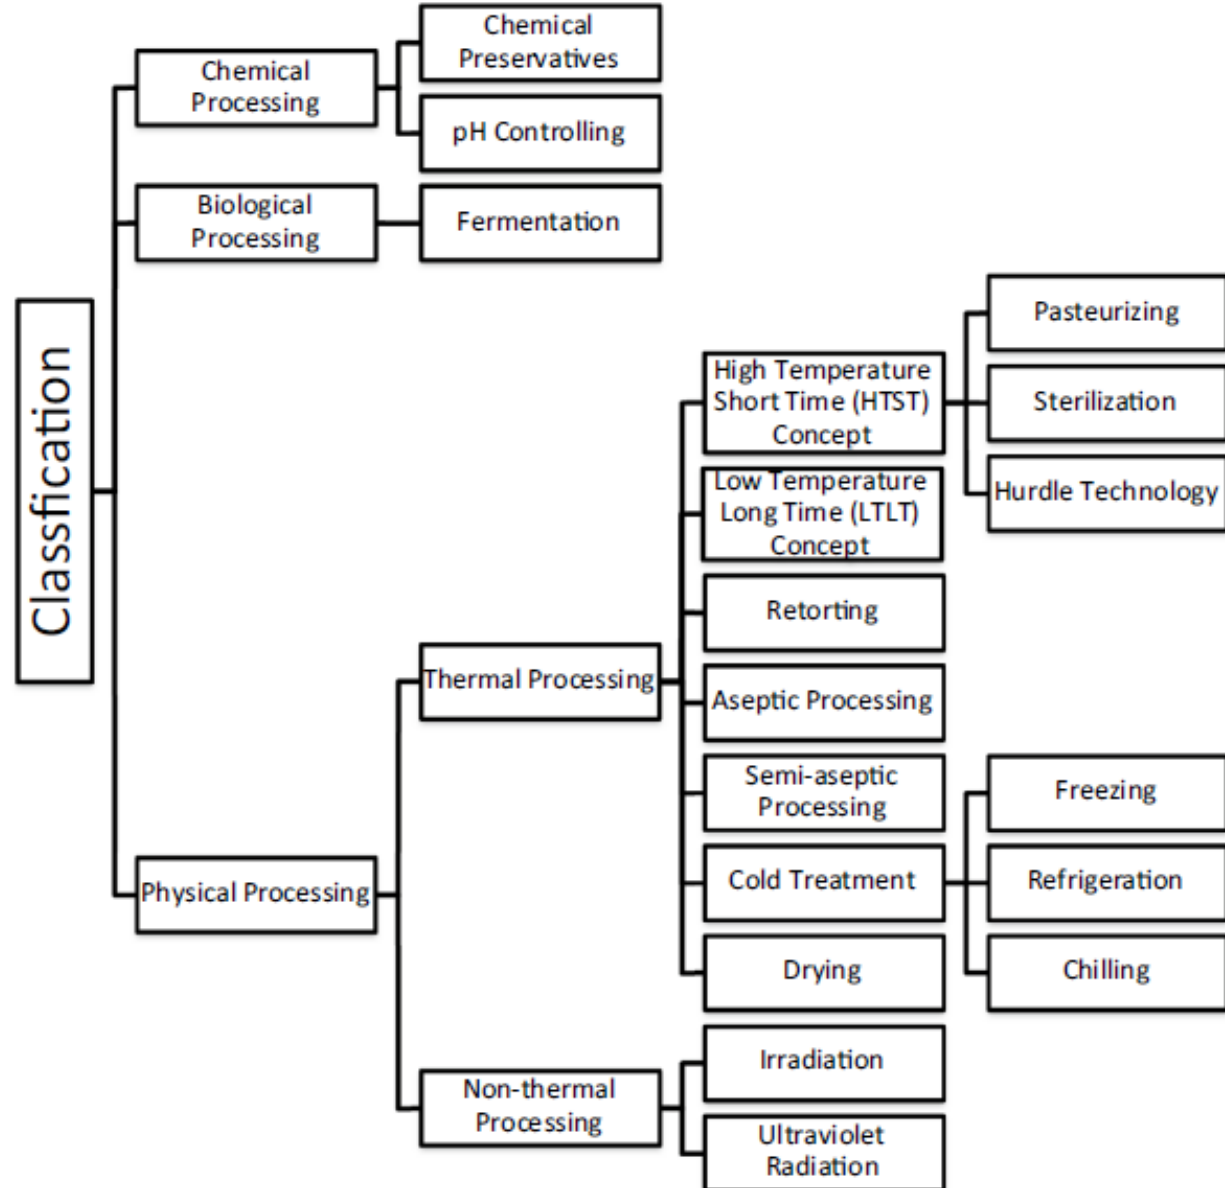 Classfication
Chemical
Processing
Chemical
Preservatives
pH Controlling
Biological
Processing
Fermentation
Physical Processing
Thermal Processing
High Temperature
Short Time (HTST)
Concept
Pasteurizing
Sterilization
Hurdle Technology
Low Temperature
Long Time (LTLT)
Concept
Retorting
Aseptic Processing
Semi-aseptic
Processing
Cold Treatment
Freezing
Refrigeration
Chilling
Drying
Non-thermal
Processing
Irradiation
Ultraviolet
Radiation